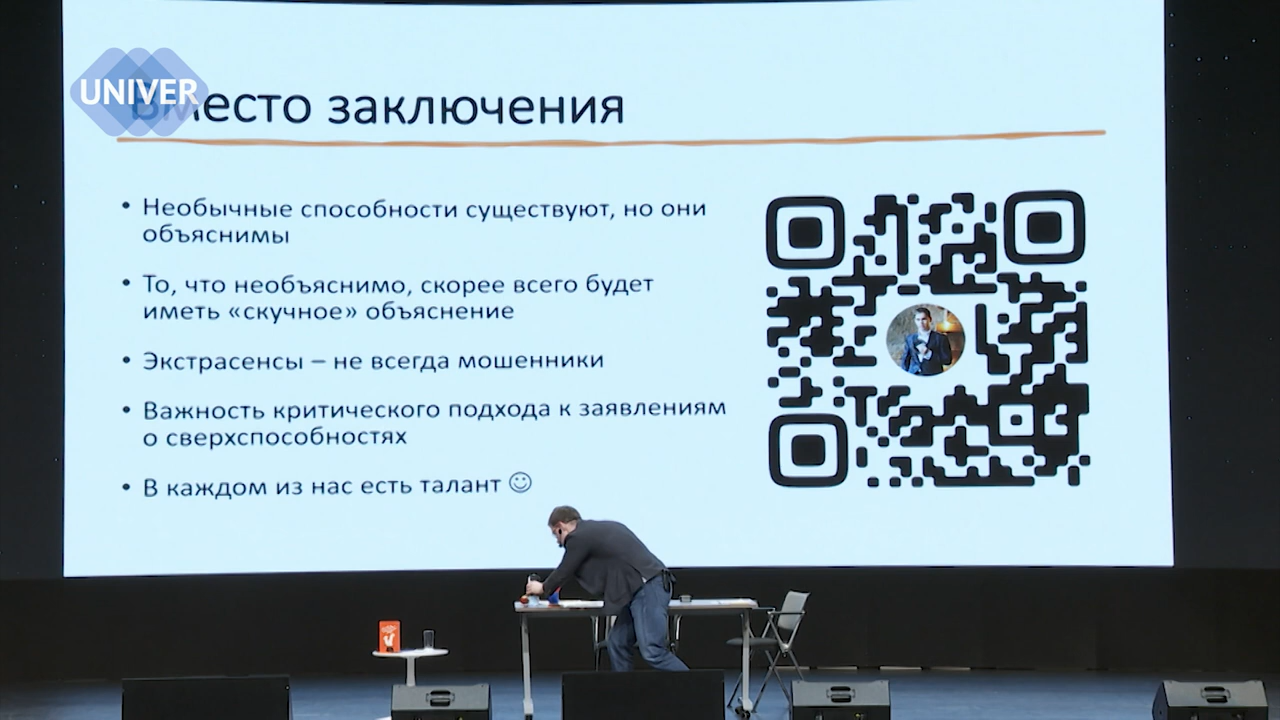 UNIVER
Вместо заключения
• Необычные способности существуют, но они
объяснимы
• То, что необъяснимо, скорее всего будет
иметь «скучное» объяснение
• Экстрасенсы – не всегда мошенники
• Важность критического подхода к заявлениям
о сверхспособностях
• В каждом из нас есть талант ☺